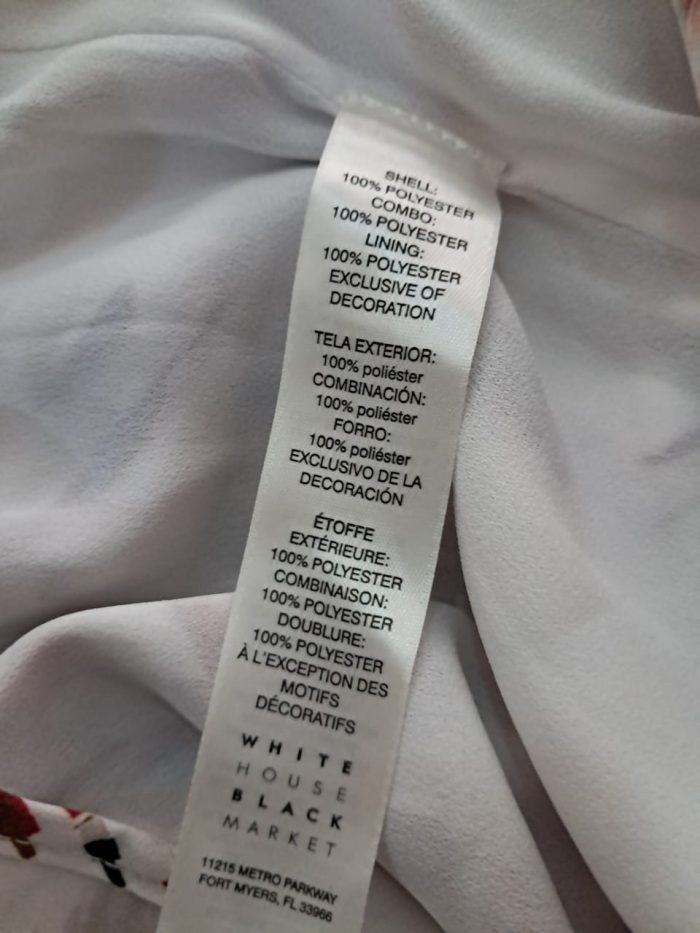 SHELL:
100% POLYESTER
COMBO:
100% POLYESTER
LINING:
100% POLYESTER
EXCLUSIVE OF
DECORATION
TELA EXTERIOR:
100% poliéster
COMBINACIÓN:
100% poliéster
FORRO:
100% poliéster
EXCLUSIVO DE LA
DECORACIÓN
ÉTOFFE
EXTÉRIEURE:
100% POLYESTER
COMBINAISON:
100% POLYESTER
DOUBLURE:
100% POLYESTER
À L'EXCEPTION DES
MOTIFS
DÉCORATIFS
WHITE
HOUSE
BLACK
MARKET
11215 METRO PARKWAY
FORT MYERS, FL 33966